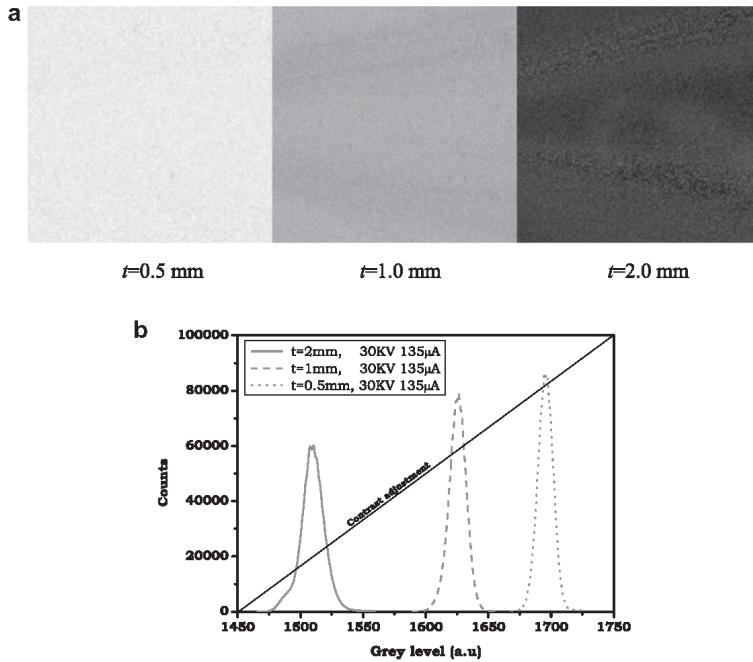 a
t=0.5 mm
t=1.0 mm
t=2.0 mm
b
100000
80000
60000
40000
20000
0
Counts
t=2mm, 30KV 135µA
t=1mm, 30KV 135µA
t=0.5mm, 30KV 135µA
Contrast adjustment
1450 1500 1550 1600 1650 1700 1750
Grey level (a.u)